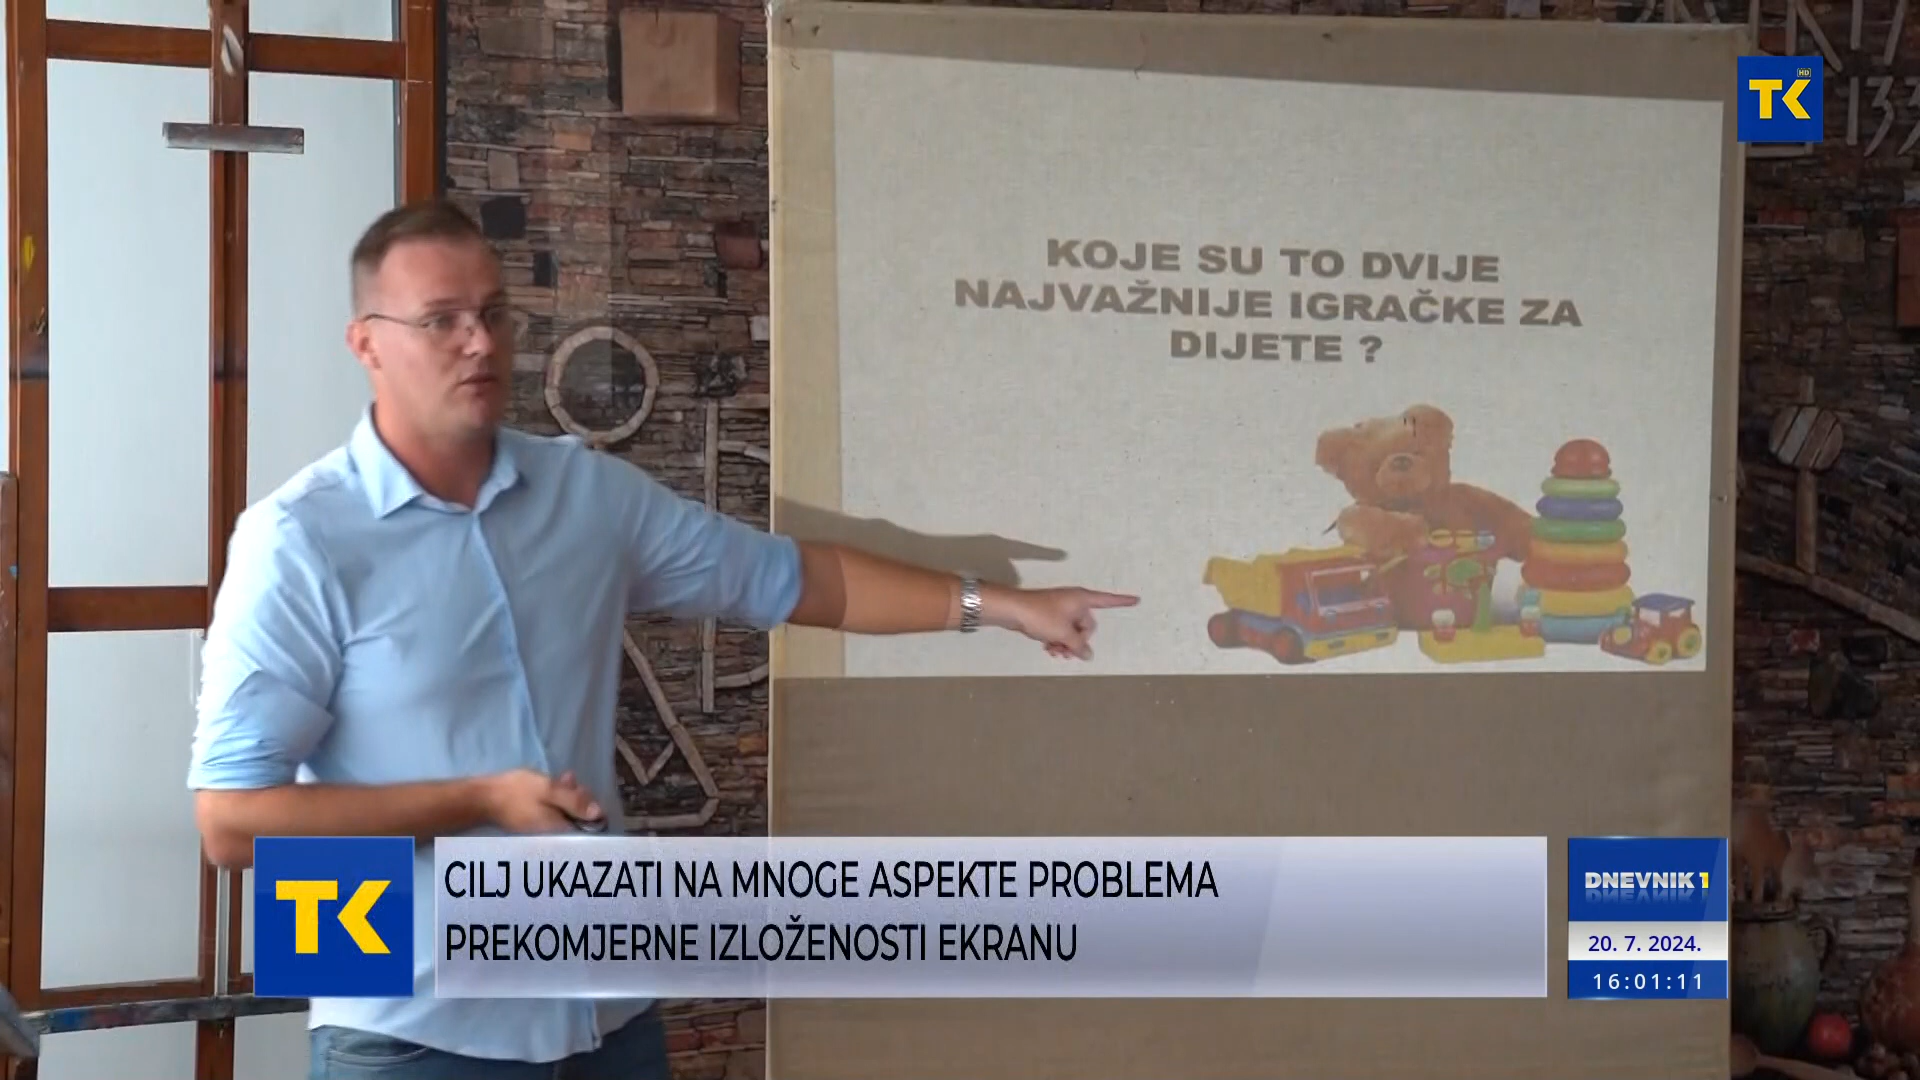 TK HD
KOJE SU TO DVIJE
NAJVAŽNIJE IGRAČKE ZA
DIJETE ?
TK
CILJ UKAZATI NA MNOGE ASPEKTE PROBLEMA
PREKOMJERNE IZLOŽENOSTI EKRANU
DNEVNIK 1
20. 7. 2024.
16:01:11